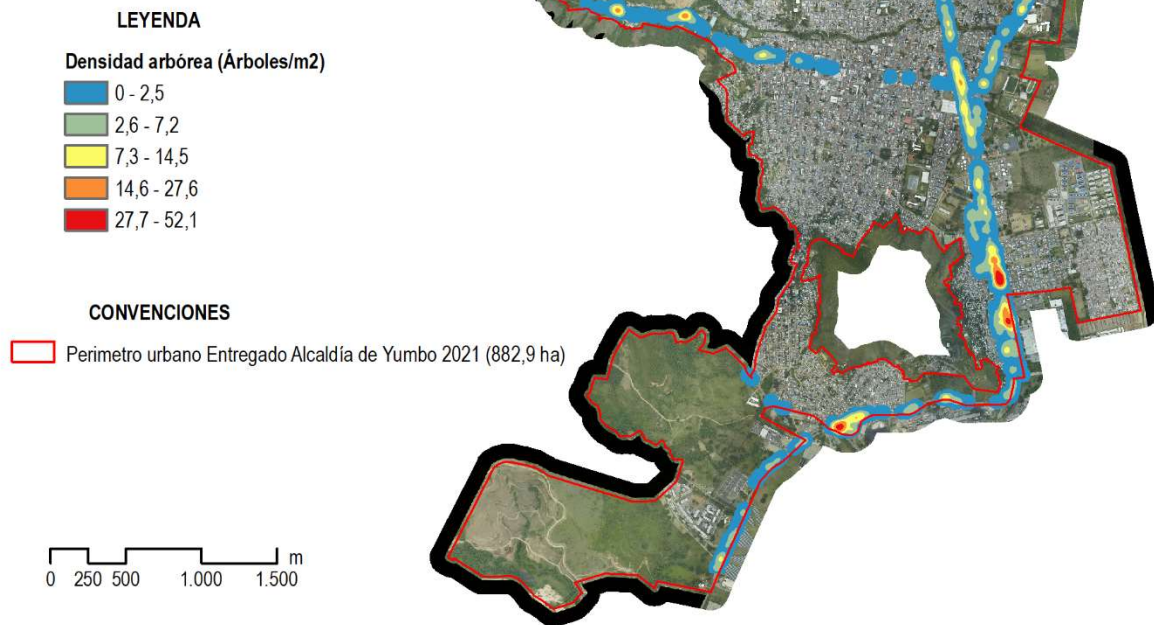 LEYENDA
Densidad arbórea (Árboles/m2)
0 - 2,5
2,6 - 7,2
7,3 - 14,5
14,6 - 27,6
27,7 - 52,1
CONVENCIONES
Perimetro urbano Entregado Alcaldía de Yumbo 2021 (882,9 ha)
m
0 250 500 1.000 1.500